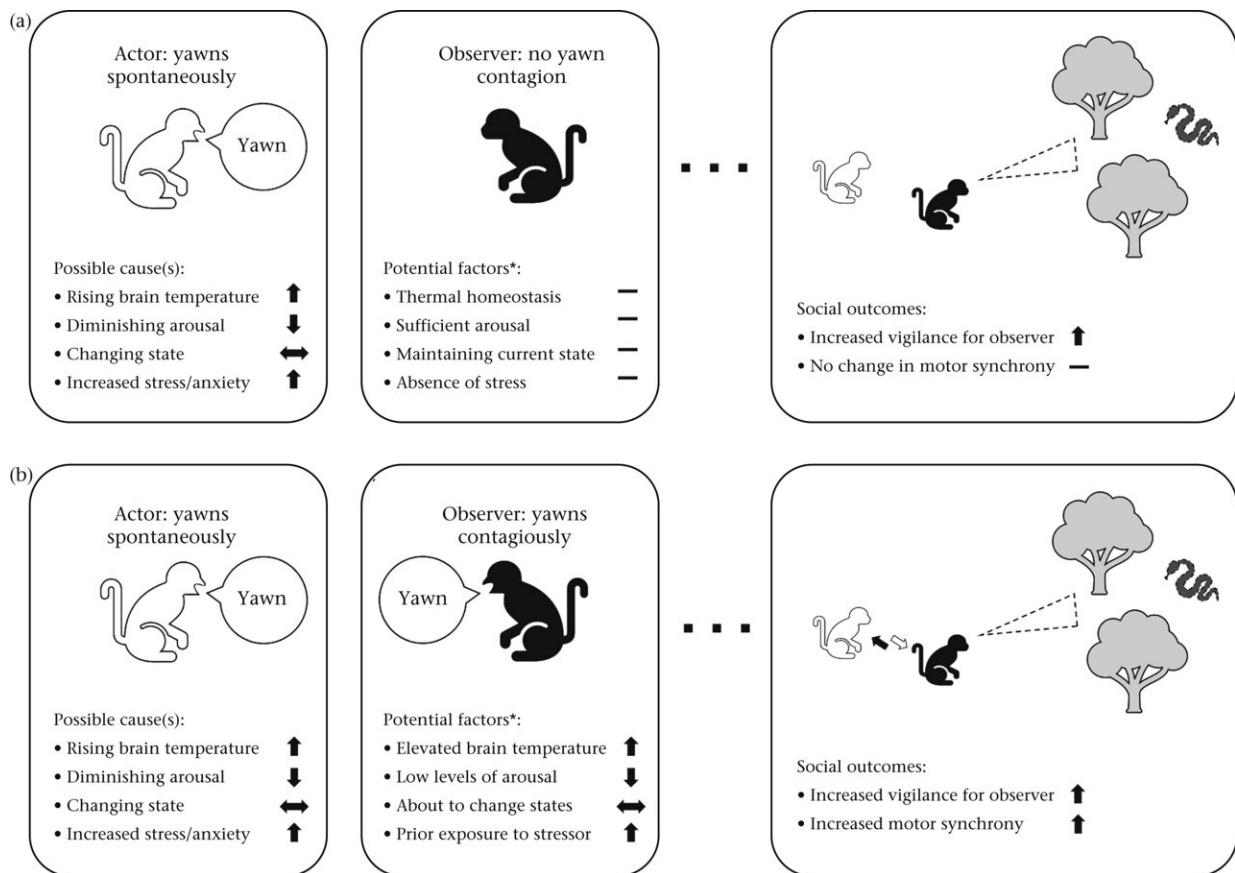 (a)
Actor: yawns
spontaneously
Yawn
Possible cause(s):
• Rising brain temperature
• Diminishing arousal
• Changing state
• Increased stress/anxiety
Observer: no yawn
contagion
Potential factors*:
• Thermal homeostasis
• Sufficient arousal
• Maintaining current state
• Absence of stress
Social outcomes:
• Increased vigilance for observer
• No change in motor synchrony
(b)
Actor: yawns
spontaneously
Yawn
Possible cause(s):
• Rising brain temperature
• Diminishing arousal
• Changing state
• Increased stress/anxiety
Observer: yawns
contagiously
Yawn
Potential factors*:
• Elevated brain temperature
• Low levels of arousal
• About to change states
• Prior exposure to stressor
Social outcomes:
• Increased vigilance for observer
• Increased motor synchrony